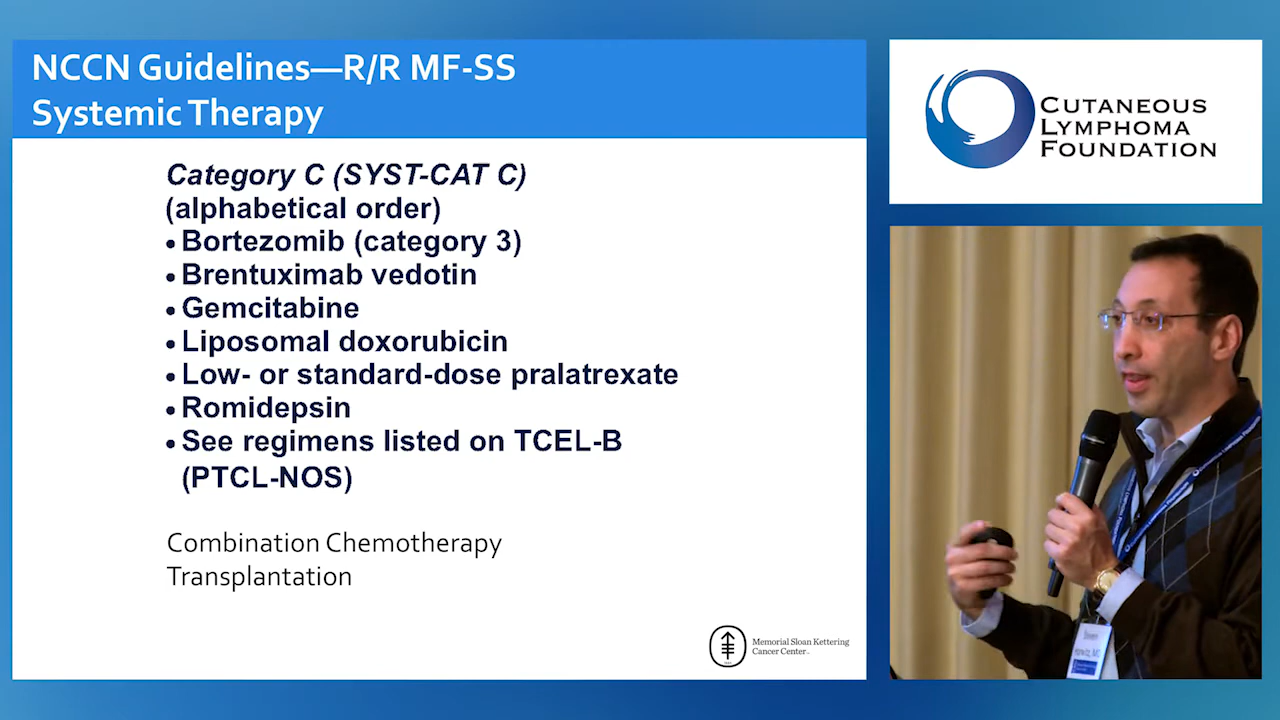 NCCN Guidelines—R/R MF-SS
Systemic Therapy
Category C (SYST-CAT C)
(alphabetical order)
• Bortezomib (category 3)
• Brentuximab vedotin
• Gemcitabine
• Liposomal doxorubicin
• Low- or standard-dose pralatrexate
• Romidepsin
• See regimens listed on TCEL-B
(PTCL-NOS)
Combination Chemotherapy
Transplantation
Memorial Sloan Kettering
Cancer Center
CUTANEOUS
LYMPHOMA
FOUNDATION
Steven